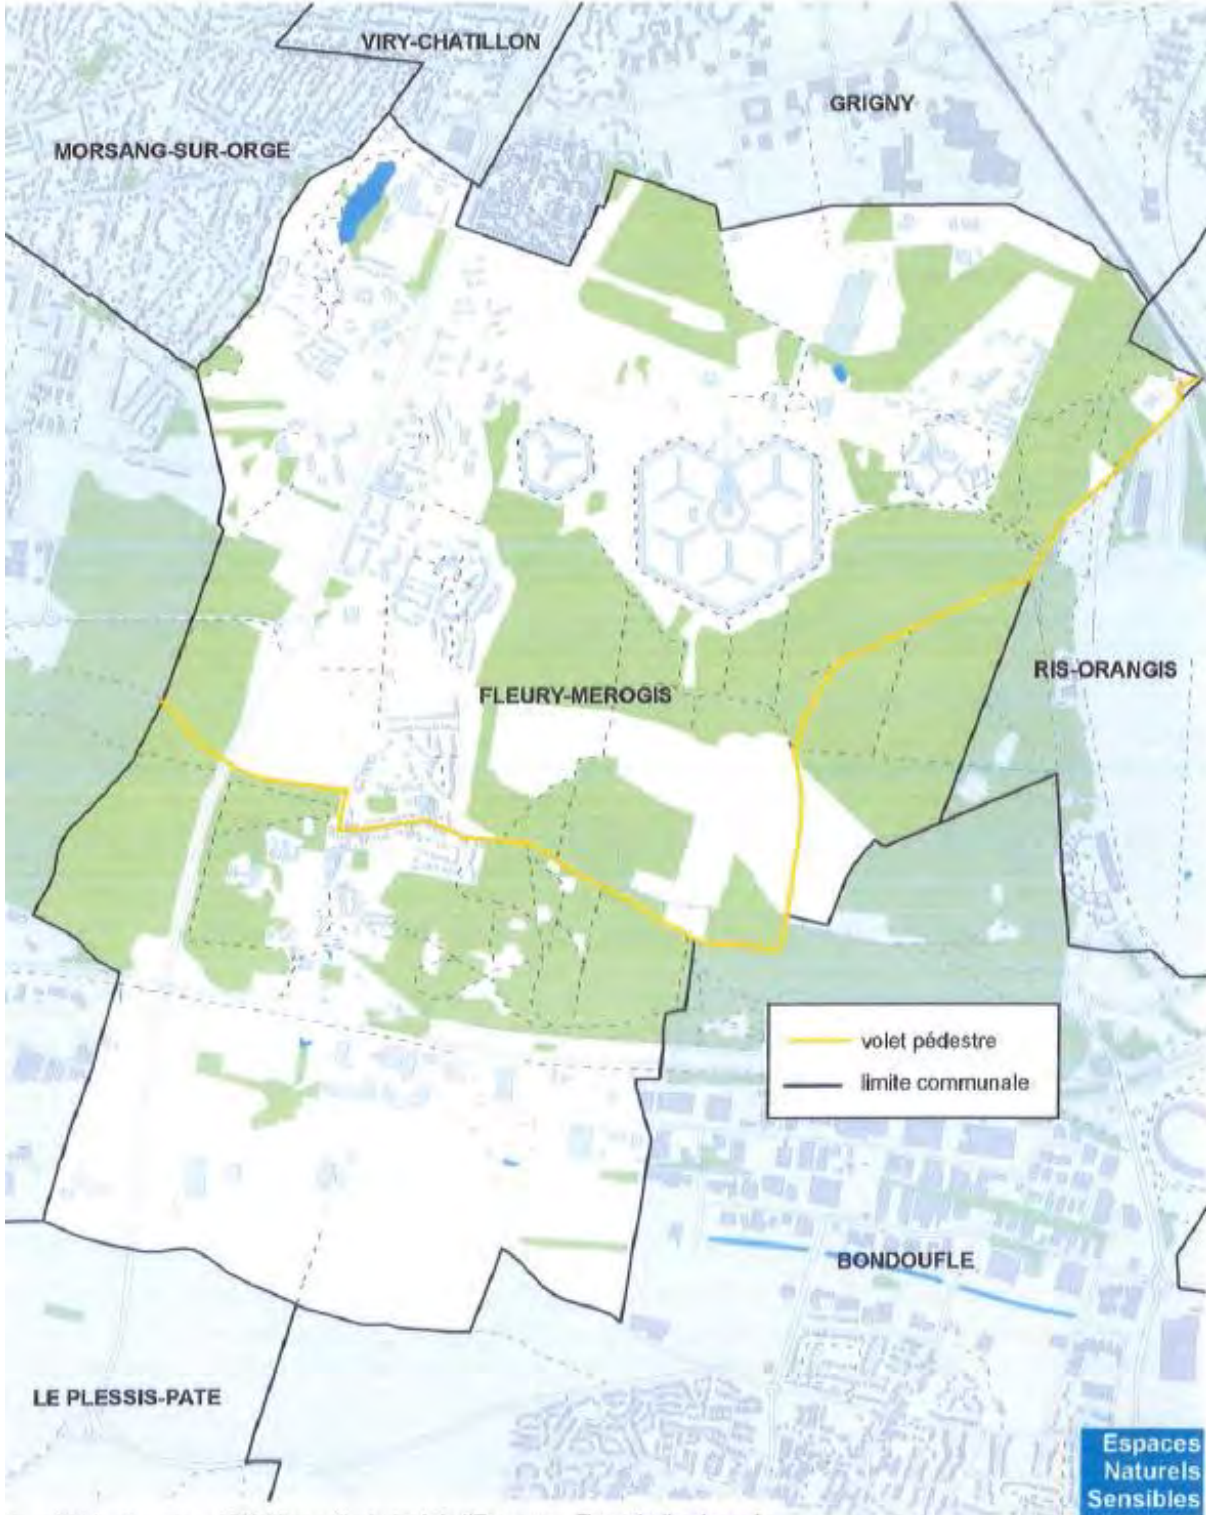 VIRY-CHATILLON
GRIGNY
MORSANG-SUR-ORGE
RIS-ORANGIS
FLEURY-MEROGIS
volet pédestre
limite communale
BONDOUFLE
LE PLESSIS-PATE
Espaces
Naturels
Sensibles